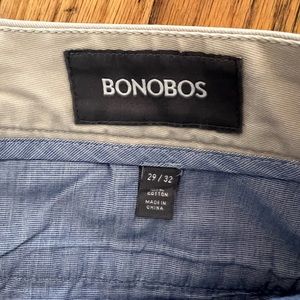 BONOBOS
29 / 32
COTTON
MADE IN
CHINA